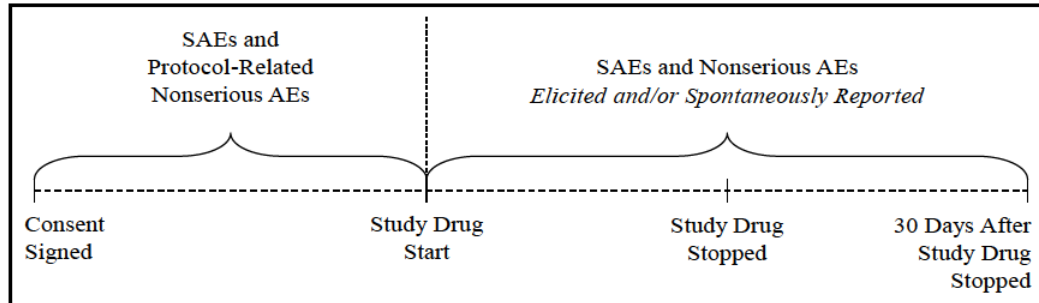 SAEs and
Protocol-Related
Nonserious AEs
SAEs and Nonserious AEs
Elicited and/or Spontaneously Reported
Consent
Signed
Study Drug
Start
Study Drug
Stopped
30 Days After
Study Drug
Stopped